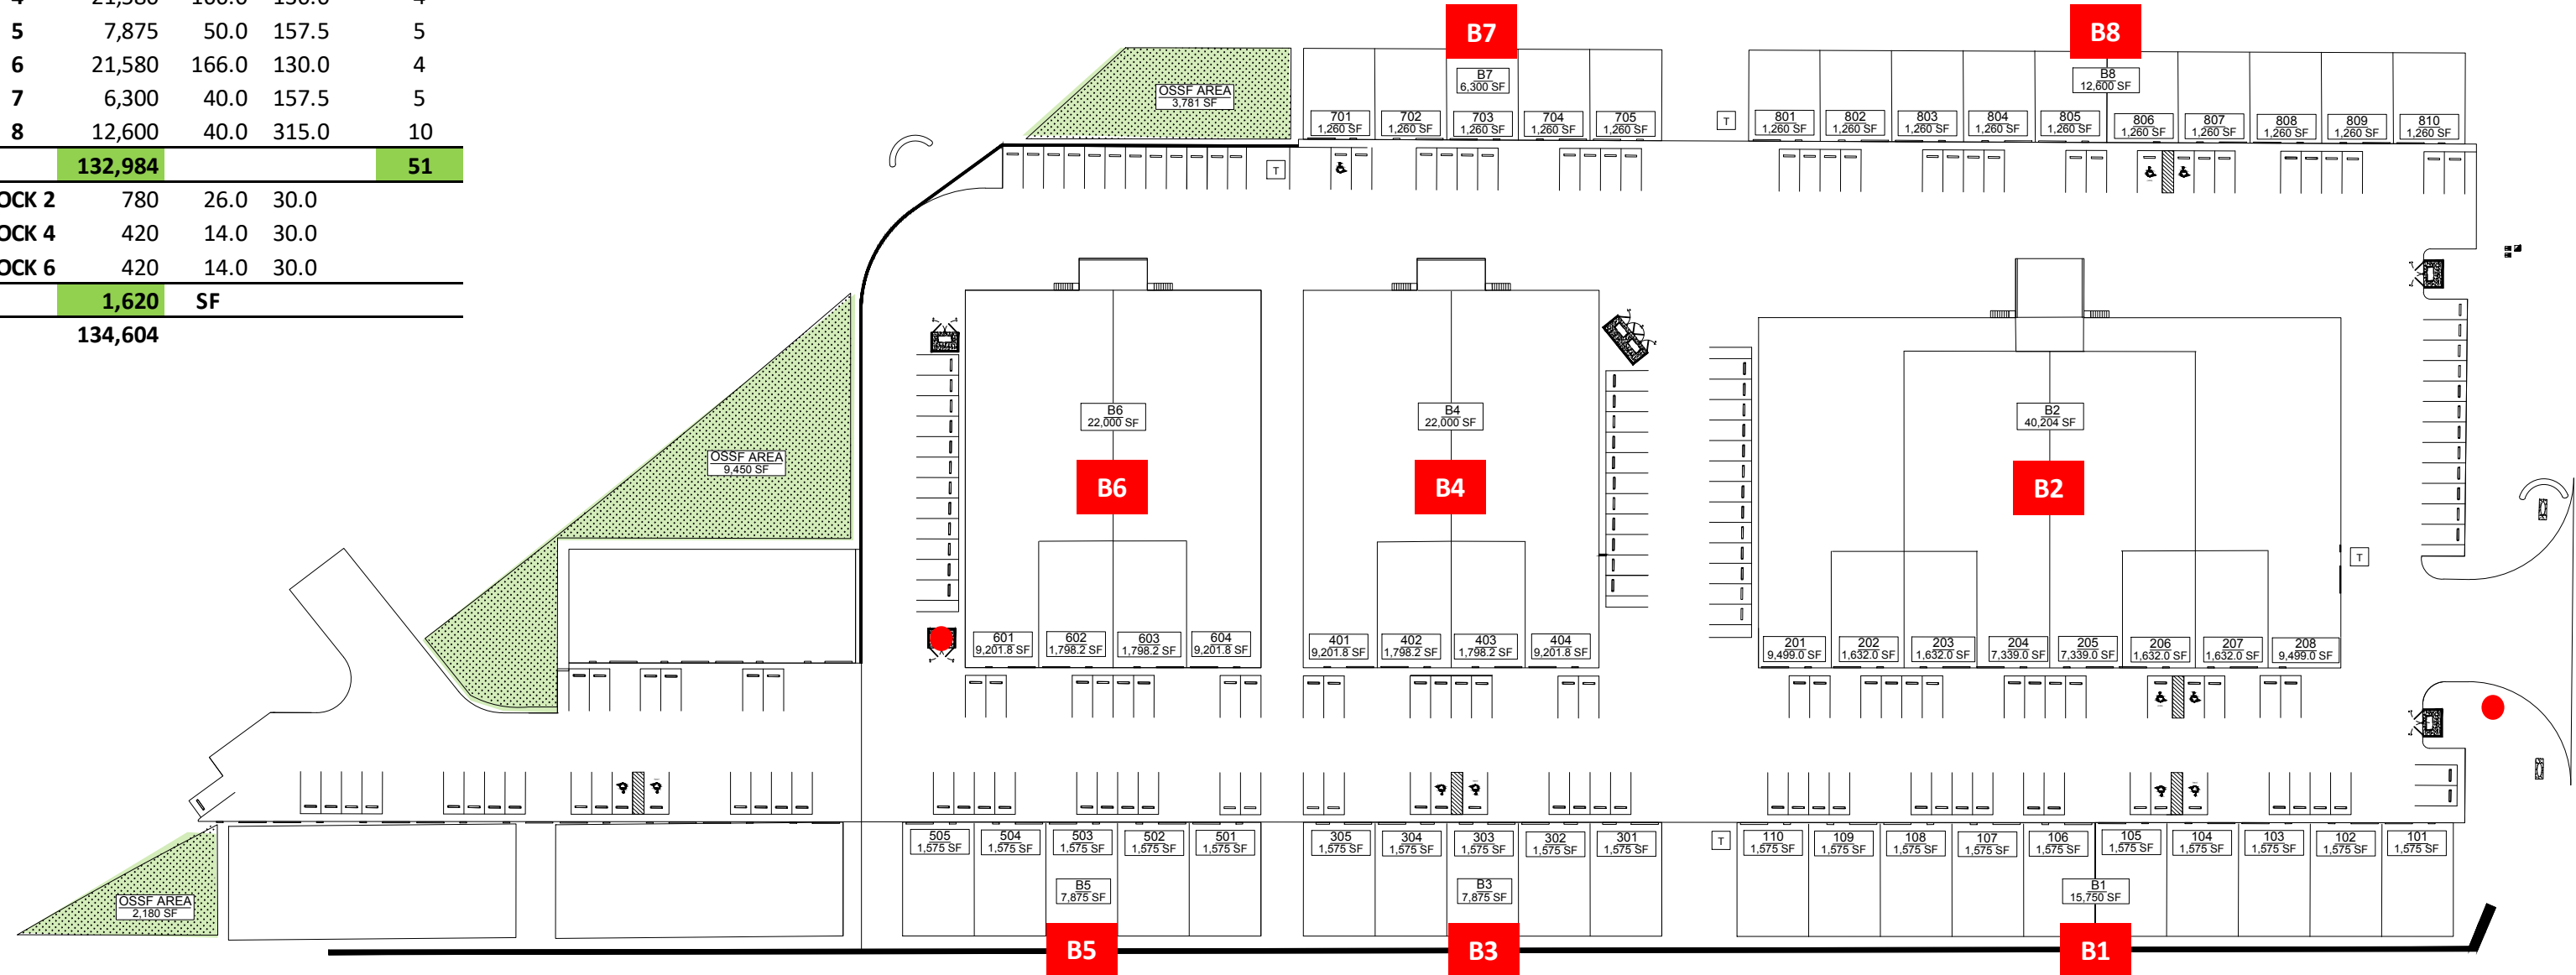 5 7,875 50.0 157.5 5
6 21,580 166.0 130.0 4
7 6,300 40.0 157.5 5
8 12,600 40.0 315.0 10
132,984 51
OCK 2 780 26.0 30.0
OCK 4 420 14.0 30.0
OCK 6 420 14.0 30.0
1,620 SF
134,604
B7
B8
OSSF AREA
3,781 SF
B7
6,300 SF
B8
12,600 SF
701 702 703 704 705
1,260 SF 1,260 SF 1,260 SF 1,260 SF 1,260 SF
T
801 802 803 804 805 806 807 808 809 810
1,260 SF 1,260 SF 1,260 SF 1,260 SF 1,260 SF 1,260 SF 1,260 SF 1,260 SF 1,260 SF 1,260 SF
T
B6
22,000 SF
B4
22,000 SF
B2
40,204 SF
OSSF AREA
9,450 SF
B6
B4
B2
T
601 602 603 604
9,201.8 SF 1,798.2 SF 1,798.2 SF 9,201.8 SF
401 402 403 404
9,201.8 SF 1,798.2 SF 1,798.2 SF 9,201.8 SF
201 202 203 204 205 206 207 208
9,499.0 SF 1,632.0 SF 1,632.0 SF 7,339.0 SF 7,339.0 SF 1,632.0 SF 1,632.0 SF 9,499.0 SF
505 504 503 502 501
1,575 SF 1,575 SF 1,575 SF 1,575 SF 1,575 SF
305 304 303 302 301
1,575 SF 1,575 SF 1,575 SF 1,575 SF 1,575 SF
T
110 109 108 107 106 105 104 103 102 101
1,575 SF 1,575 SF 1,575 SF 1,575 SF 1,575 SF 1,575 SF 1,575 SF 1,575 SF 1,575 SF 1,575 SF
OSSF AREA
2,180 SF
B5
7,875 SF
B3
7,875 SF
B1
15,750 SF
B5
B3
B1